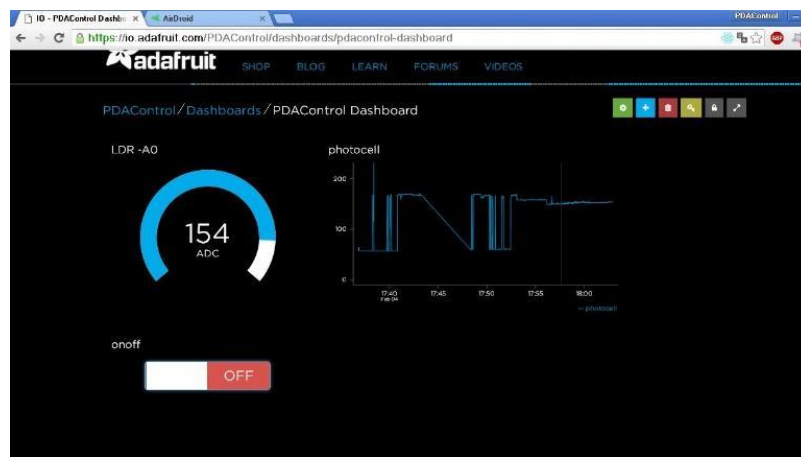 IO - PDAControl Dashbo
AirDroid
PDAControl
https://io.adafruit.com/PDAControl/dashboards/pdacontrol-dashboard
adafruit SHOP BLOG LEARN FORUMS VIDEOS
PDAControl / Dashboards / PDAControl Dashboard
LDR -A0
photocell
154
ADC
200
100
0
17:40 17:45 17:50 17:55 18:00
Feb 04
photocell
onoff
OFF